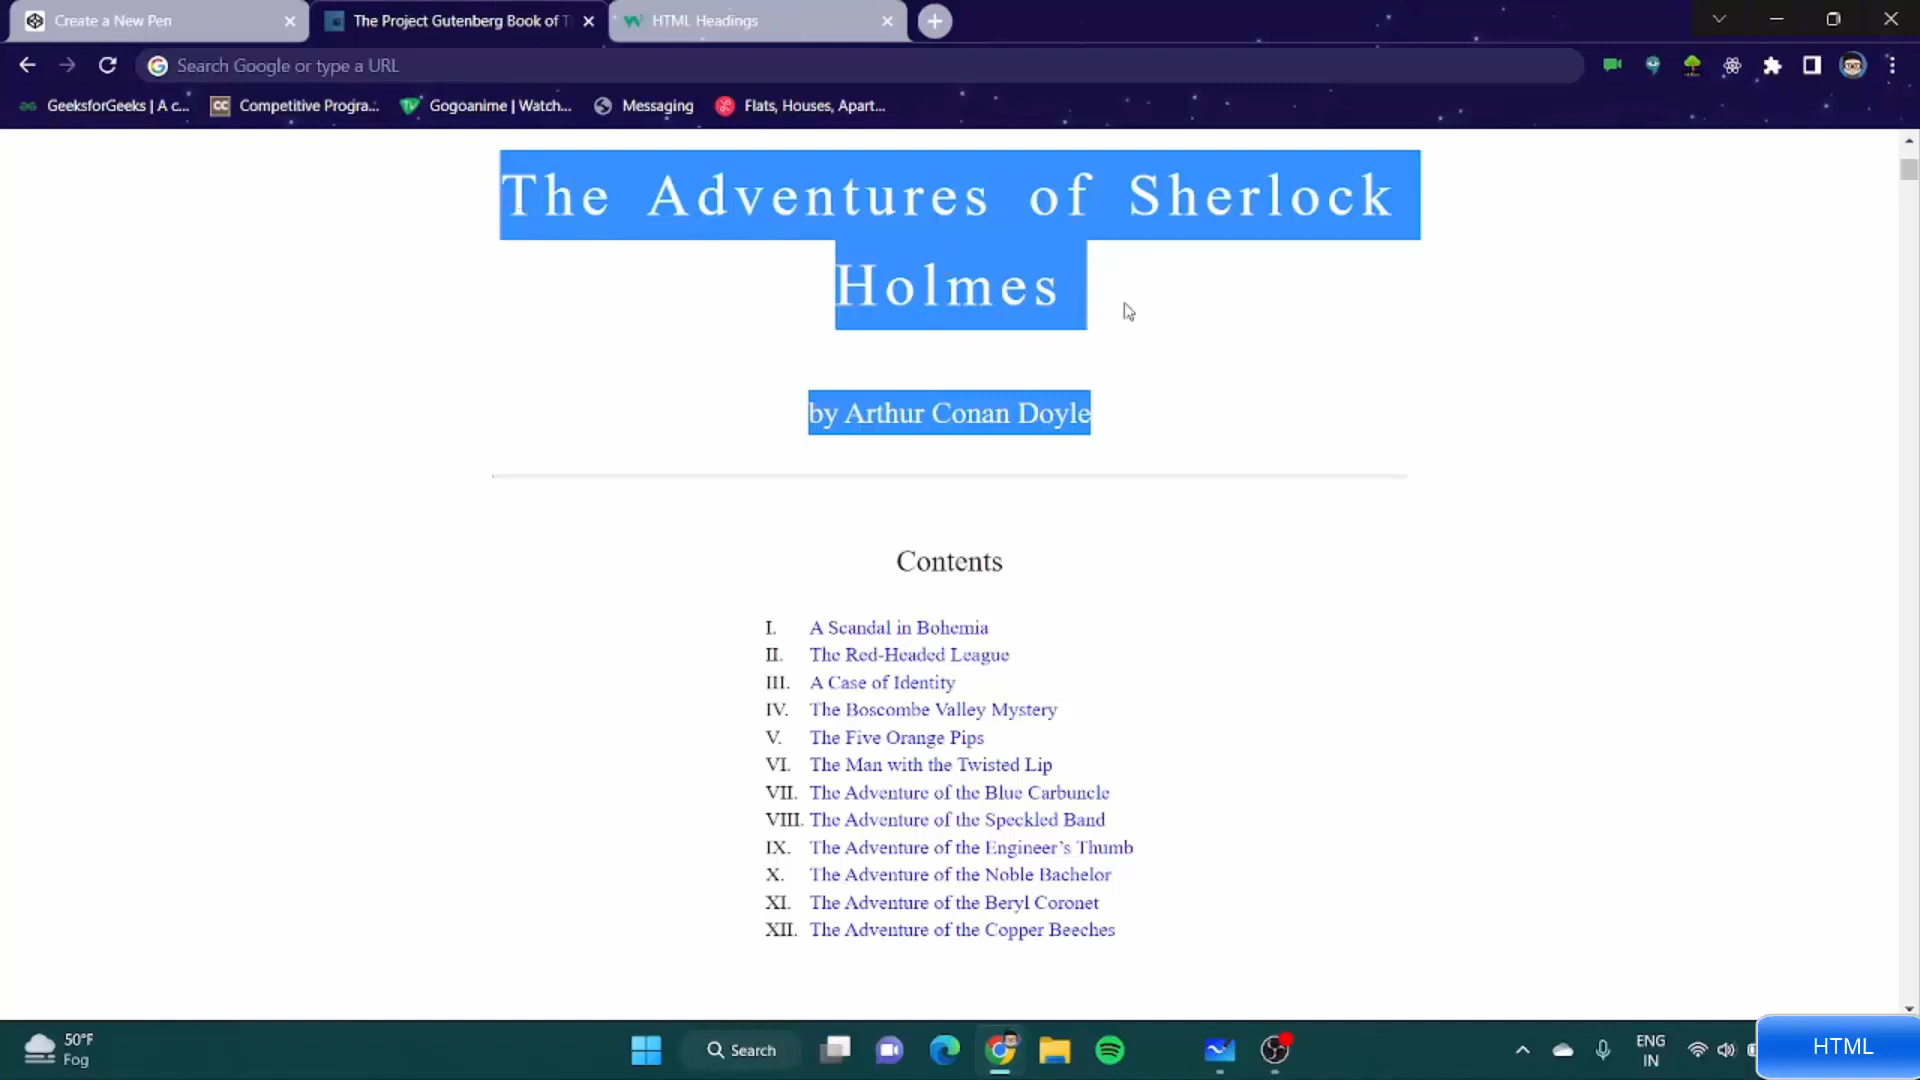 Create a New Pen
The Project Gutenberg Book of T
HTML Headings
Search Google or type a URL
GeeksforGeeks | A c...
Competitive Progra...
Gogoanime | Watch...
Messaging
Flats, Houses, Apart...
The Adventures of Sherlock
Holmes
by Arthur Conan Doyle
Contents
I. A Scandal in Bohemia
II. The Red-Headed League
III. A Case of Identity
IV. The Boscombe Valley Mystery
V. The Five Orange Pips
VI. The Man with the Twisted Lip
VII. The Adventure of the Blue Carbuncle
VIII. The Adventure of the Speckled Band
IX. The Adventure of the Engineer’s Thumb
X. The Adventure of the Noble Bachelor
XI. The Adventure of the Beryl Coronet
XII. The Adventure of the Copper Beeches
50°F
Fog
Search
ENG
IN
HTML